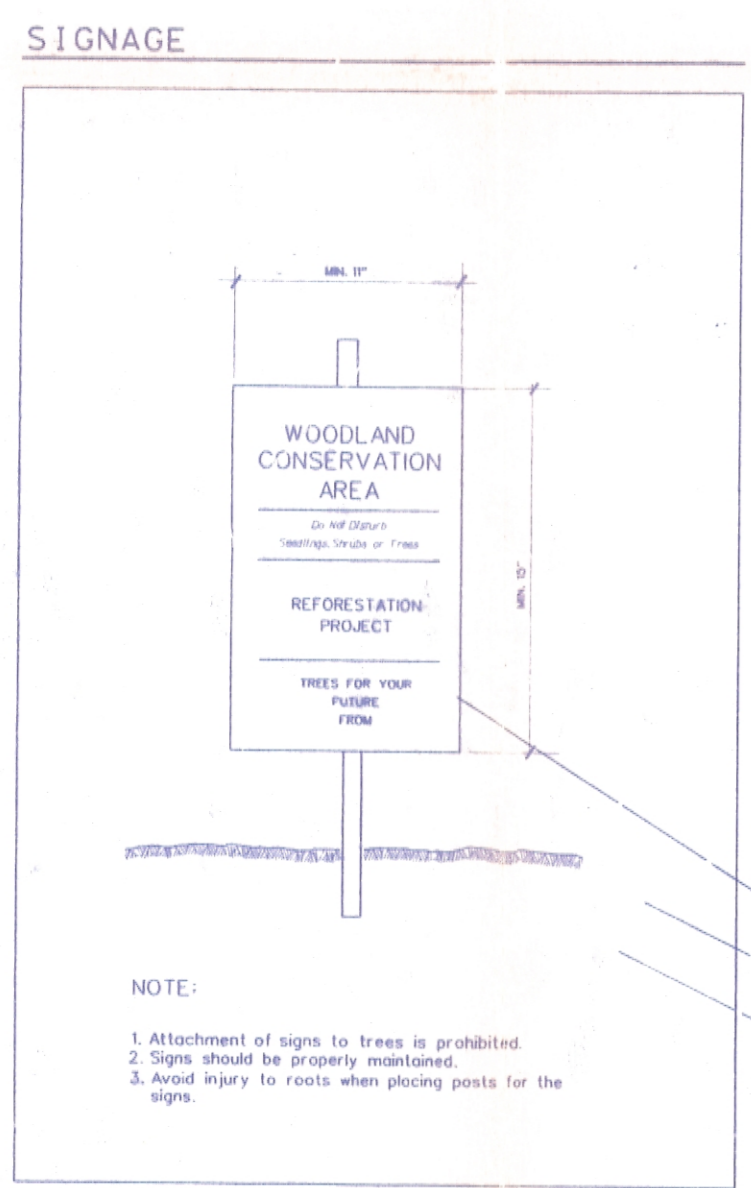 SIGNAGE
MIN. 11"
WOODLAND
CONSERVATION
AREA
Do Not Disturb
Seedlings, Shrubs or Trees
REFORESTATION
PROJECT
TREES FOR YOUR
FUTURE
FROM
MIN. 15"
NOTE:
1. Attachment of signs to trees is prohibited.
2. Signs should be properly maintained.
3. Avoid injury to roots when placing posts for the
signs.